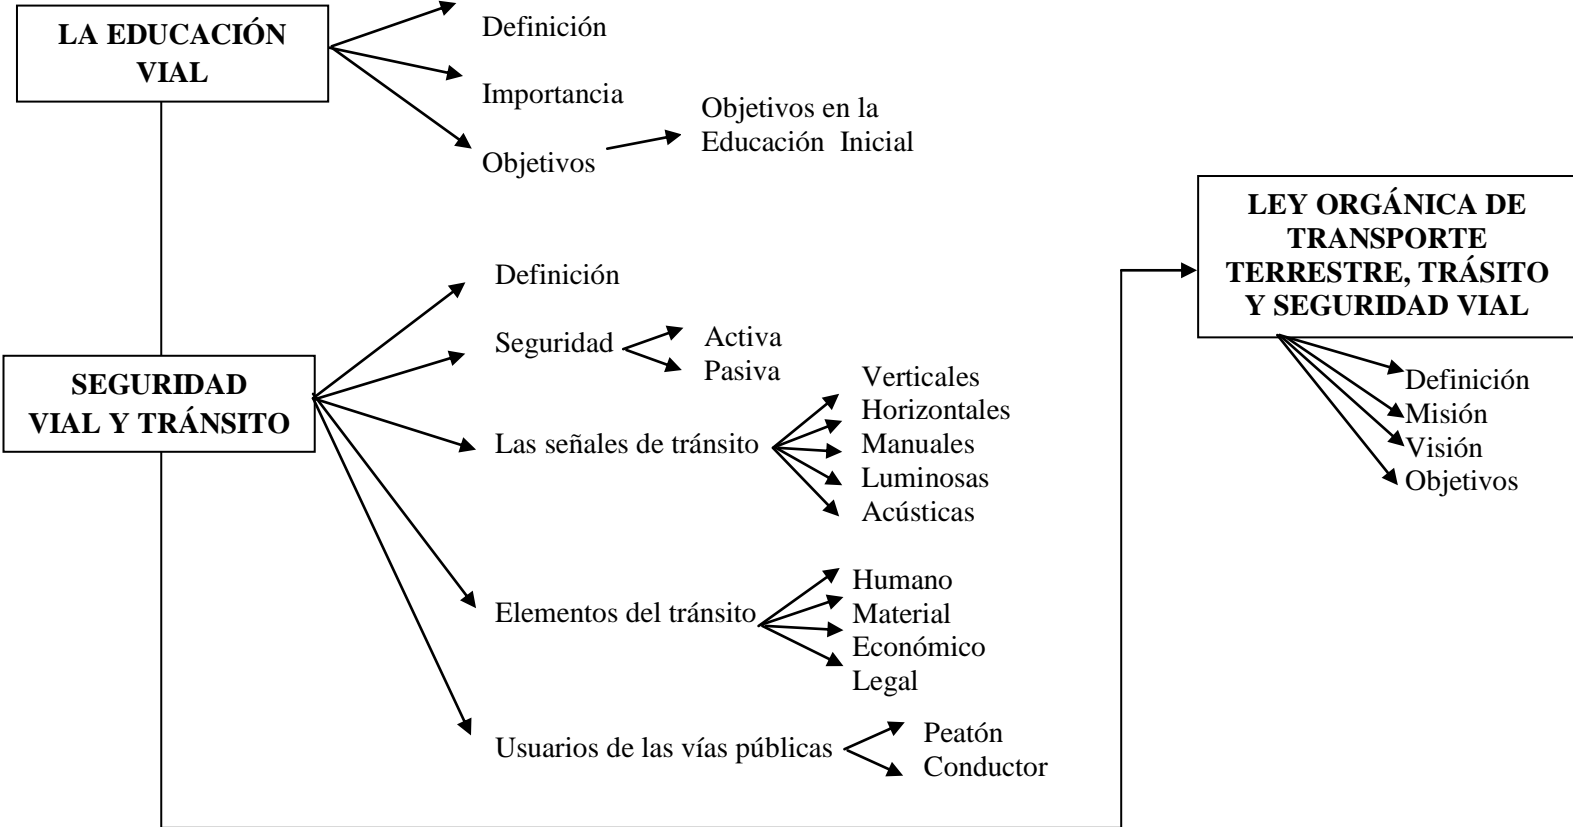 LA EDUCACIÓN
VIAL
Definición
Importancia
Objetivos
Objetivos en la
Educación Inicial
SEGURIDAD
VIAL Y TRÁNSITO
Definición
Seguridad
Activa
Pasiva
Las señales de tránsito
Verticales
Horizontales
Manuales
Luminosas
Acústicas
Elementos del tránsito
Humano
Material
Económico
Legal
Usuarios de las vías públicas
Peatón
Conductor
LEY ORGÁNICA DE
TRANSPORTE
TERRESTRE, TRÁSITO
Y SEGURIDAD VIAL
Definición
Misión
Visión
Objetivos